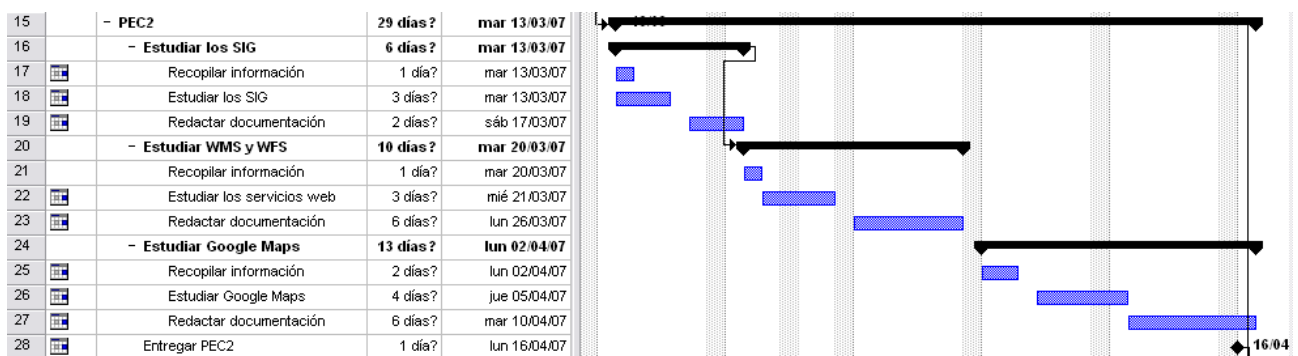 15 - PEC2 29 días? mar 13/03/07
16 - Estudiar los SIG 6 días? mar 13/03/07
17 Recopilar información 1 día? mar 13/03/07
18 Estudiar los SIG 3 días? mar 13/03/07
19 Redactar documentación 2 días? sáb 17/03/07
20 - Estudiar WMS y WFS 10 días? mar 20/03/07
21 Recopilar información 1 día? mar 20/03/07
22 Estudiar los servicios web 3 días? mié 21/03/07
23 Redactar documentación 6 días? lun 26/03/07
24 - Estudiar Google Maps 13 días? lun 02/04/07
25 Recopilar información 2 días? lun 02/04/07
26 Estudiar Google Maps 4 días? jue 05/04/07
27 Redactar documentación 6 días? mar 10/04/07
28 Entregar PEC2 1 día? lun 16/04/07 16/04